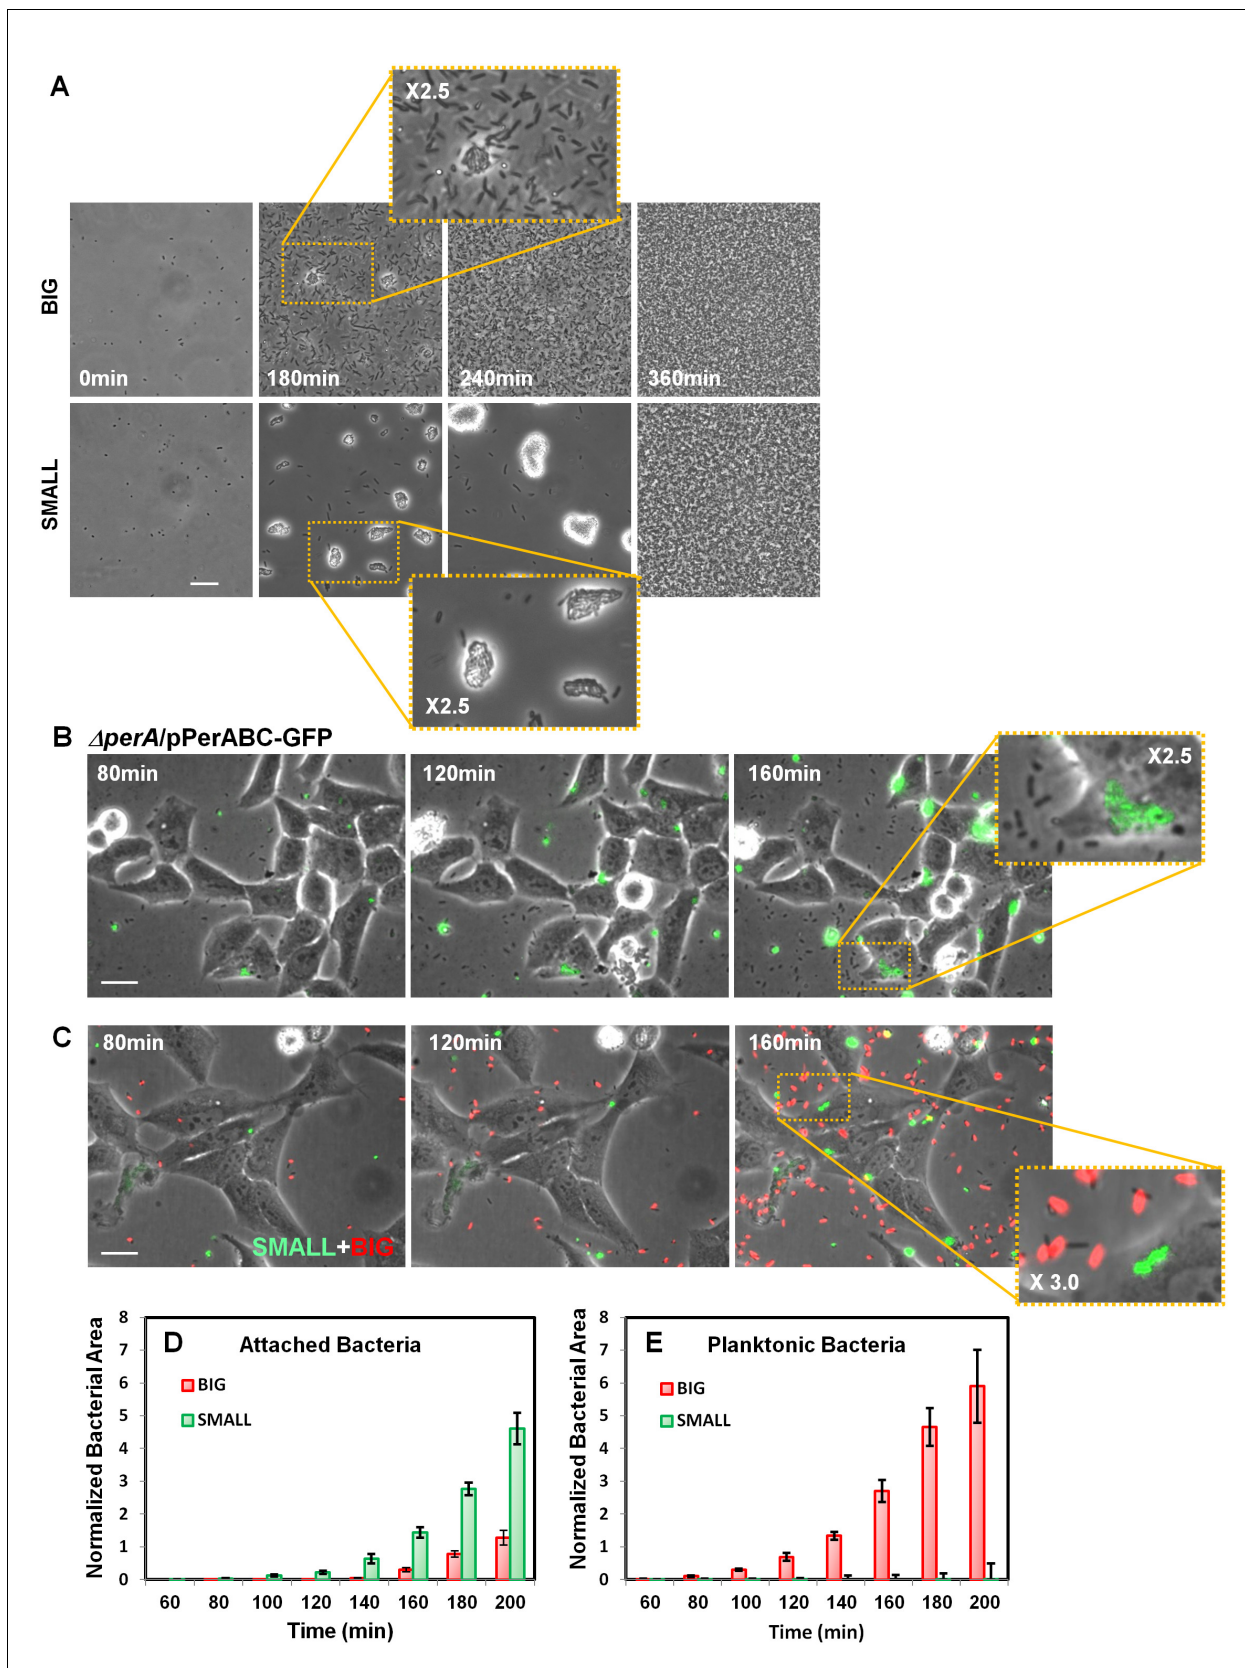 A
X2.5
BIG
0min
180min
240min
360min
SMALL
X2.5
B ΔperA/pPerABC-GFP
80min
120min
160min
X2.5
C
80min
120min
160min
SMALL+BIG
X 3.0
D Attached Bacteria
BIG
SMALL
Normalized Bacterial Area
8
7
6
5
4
3
2
1
0
60 80 100 120 140 160 180 200
Time (min)
E Planktonic Bacteria
BIG
SMALL
Normalized Bacterial Area
8
7
6
5
4
3
2
1
0
60 80 100 120 140 160 180 200
Time (min)